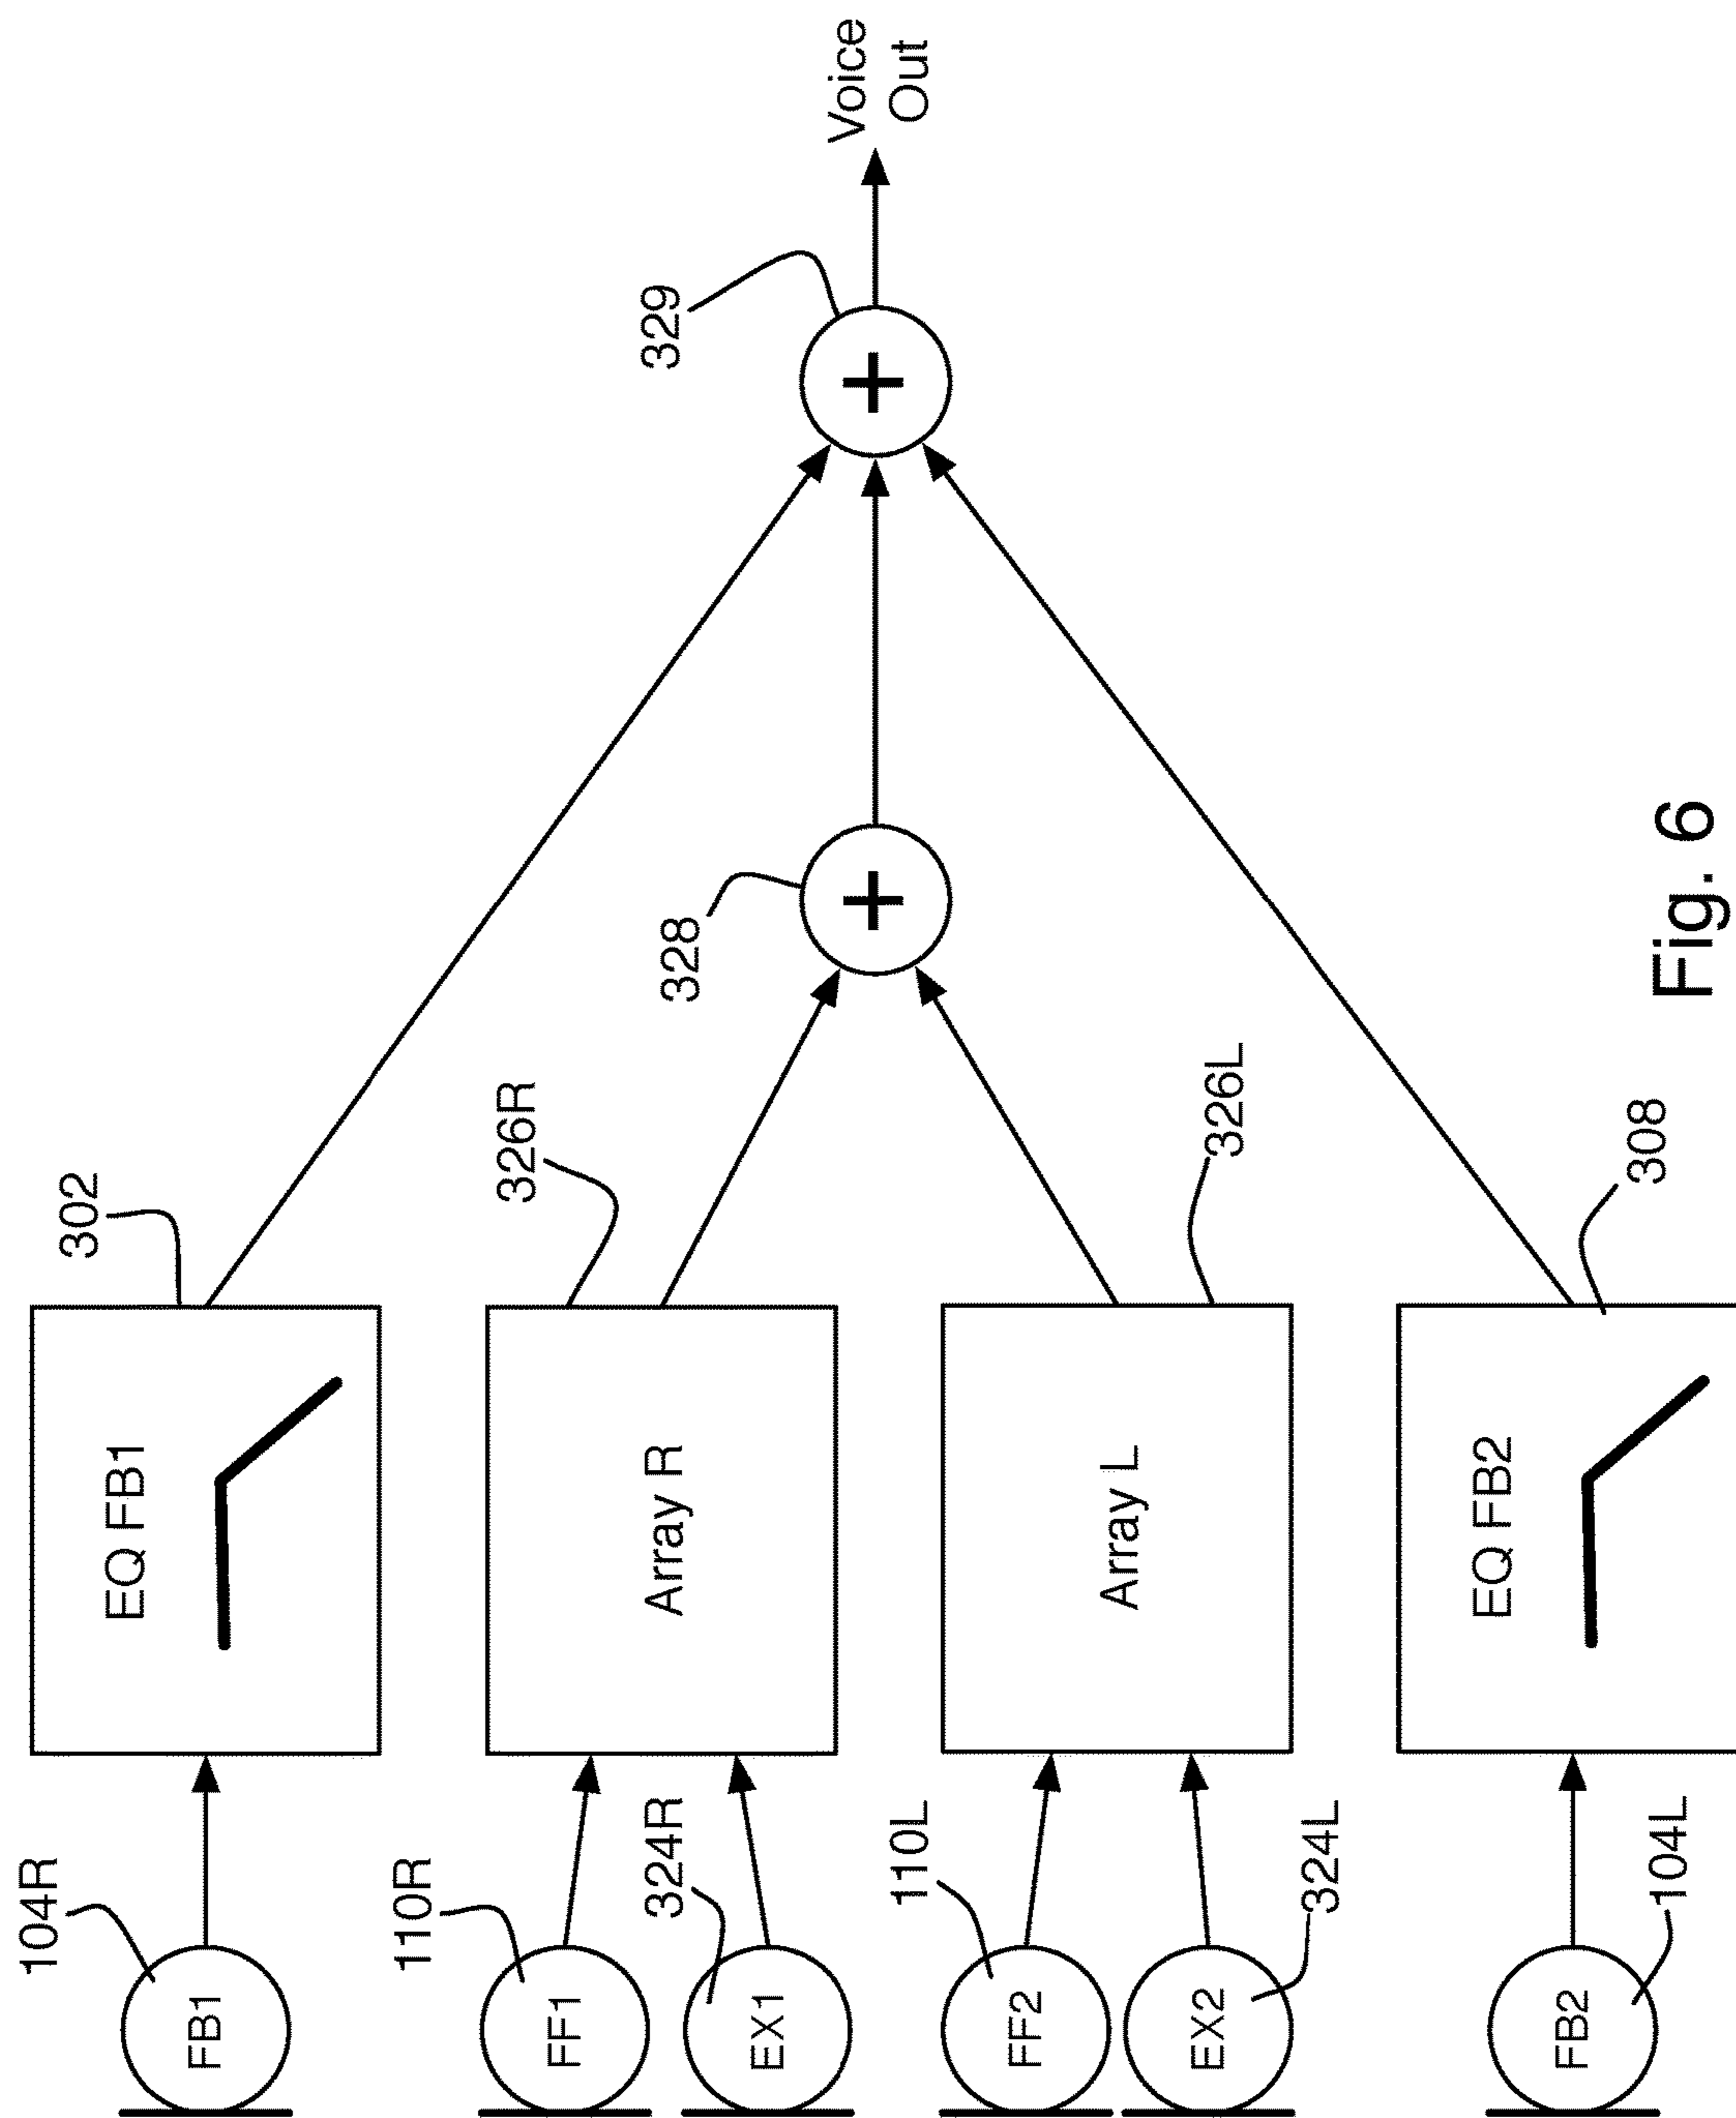 104R
FB1
EQ FB1
302
110R
FF1
324R
EX1
Array R
326R
328
329
Voice
Out
110L
FF2
324L
EX2
Array L
326L
104L
FB2
EQ FB2
308
Fig. 6